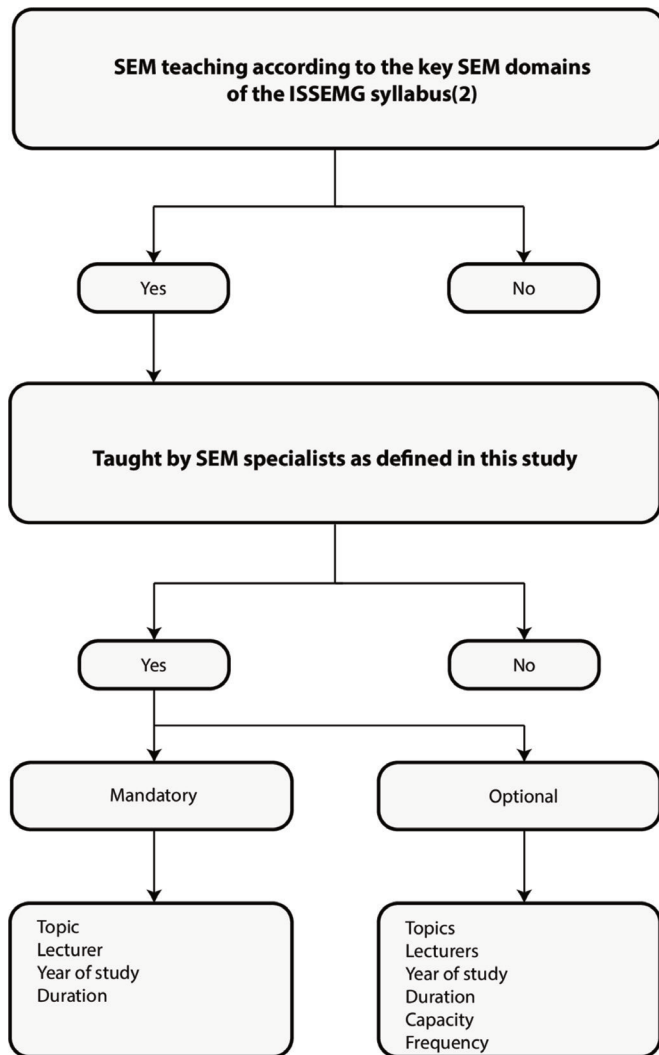 SEM teaching according to the key SEM domains
of the ISSEMG syllabus(2)
Yes
No
Taught by SEM specialists as defined in this study
Yes
No
Mandatory
Optional
Topic
Lecturer
Year of study
Duration
Topics
Lecturers
Year of study
Duration
Capacity
Frequency